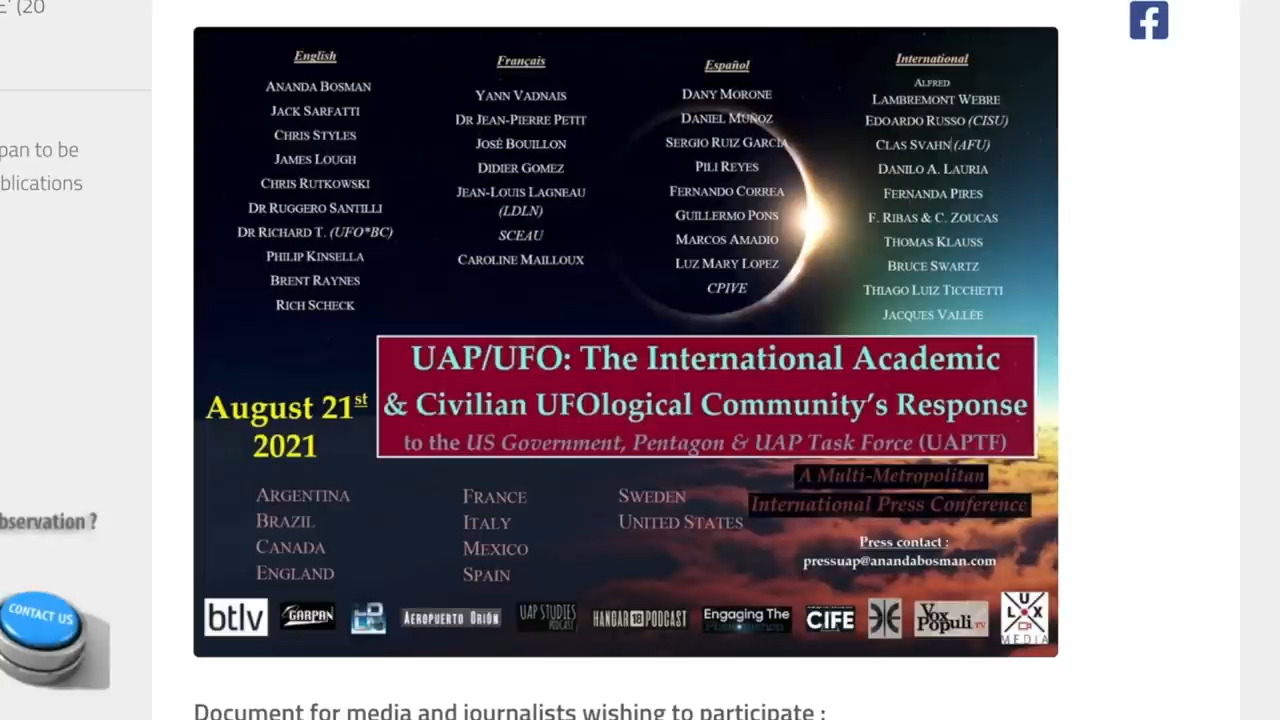 E' (20
pan to be
blications
bservation ?
CONTACT US
English
ANANDA BOSMAN
JACK SARFATTI
CHRIS STYLES
JAMES LOUGH
CHRIS RUTKOWSKI
DR RUGGERO SANTILLI
DR RICHARD T. (UFO*BC)
PHILIP KINSELLA
BRENT RAYNES
RICH SCHECK
Français
YANN VADNAIS
DR JEAN-PIERRE PETIT
JOSÉ BOUILLON
DIDIER GOMEZ
JEAN-LOUIS LAGNEAU
(LDLN)
SCEAU
CAROLINE MAILLOUX
Español
DANY MORONE
DANIEL MUÑOZ
SERGIO RUIZ GARCIA
PILI REYES
FERNANDO CORREA
GUILLERMO PONS
MARCOS AMADIO
LUZ MARY LOPEZ
CPIVE
International
ALFRED
LAMBREMONT WEBRE
EDOARDO RUSSO (CISU)
CLAS SVAHN (AFU)
DANILO A. LAURIA
FERNANDA PIRES
F. RIBAS & C. ZOUCAS
THOMAS KLAUSS
BRUCE SWARTZ
THIAGO LUIZ TICCHETTI
JACQUES VALLÉE
August 21st
2021
UAP/UFO: The International Academic
& Civilian UFOlogical Community's Response
to the US Government, Pentagon & UAP Task Force (UAPTF)
A Multi-Metropolitan
International Press Conference
ARGENTINA
BRAZIL
CANADA
ENGLAND
FRANCE
ITALY
MEXICO
SPAIN
SWEDEN
UNITED STATES
Press contact :
pressuap@anandabosman.com
btlv
GARPAN
AEROPUERTO ORIÓN
UAP STUDIES
PODCAST
HANGAR 18 PODCAST
Engaging The
Phenomenon
CIFE
Vox
Populi.TV
LUX
MEDIA
Document for media and journalists wishing to participate :